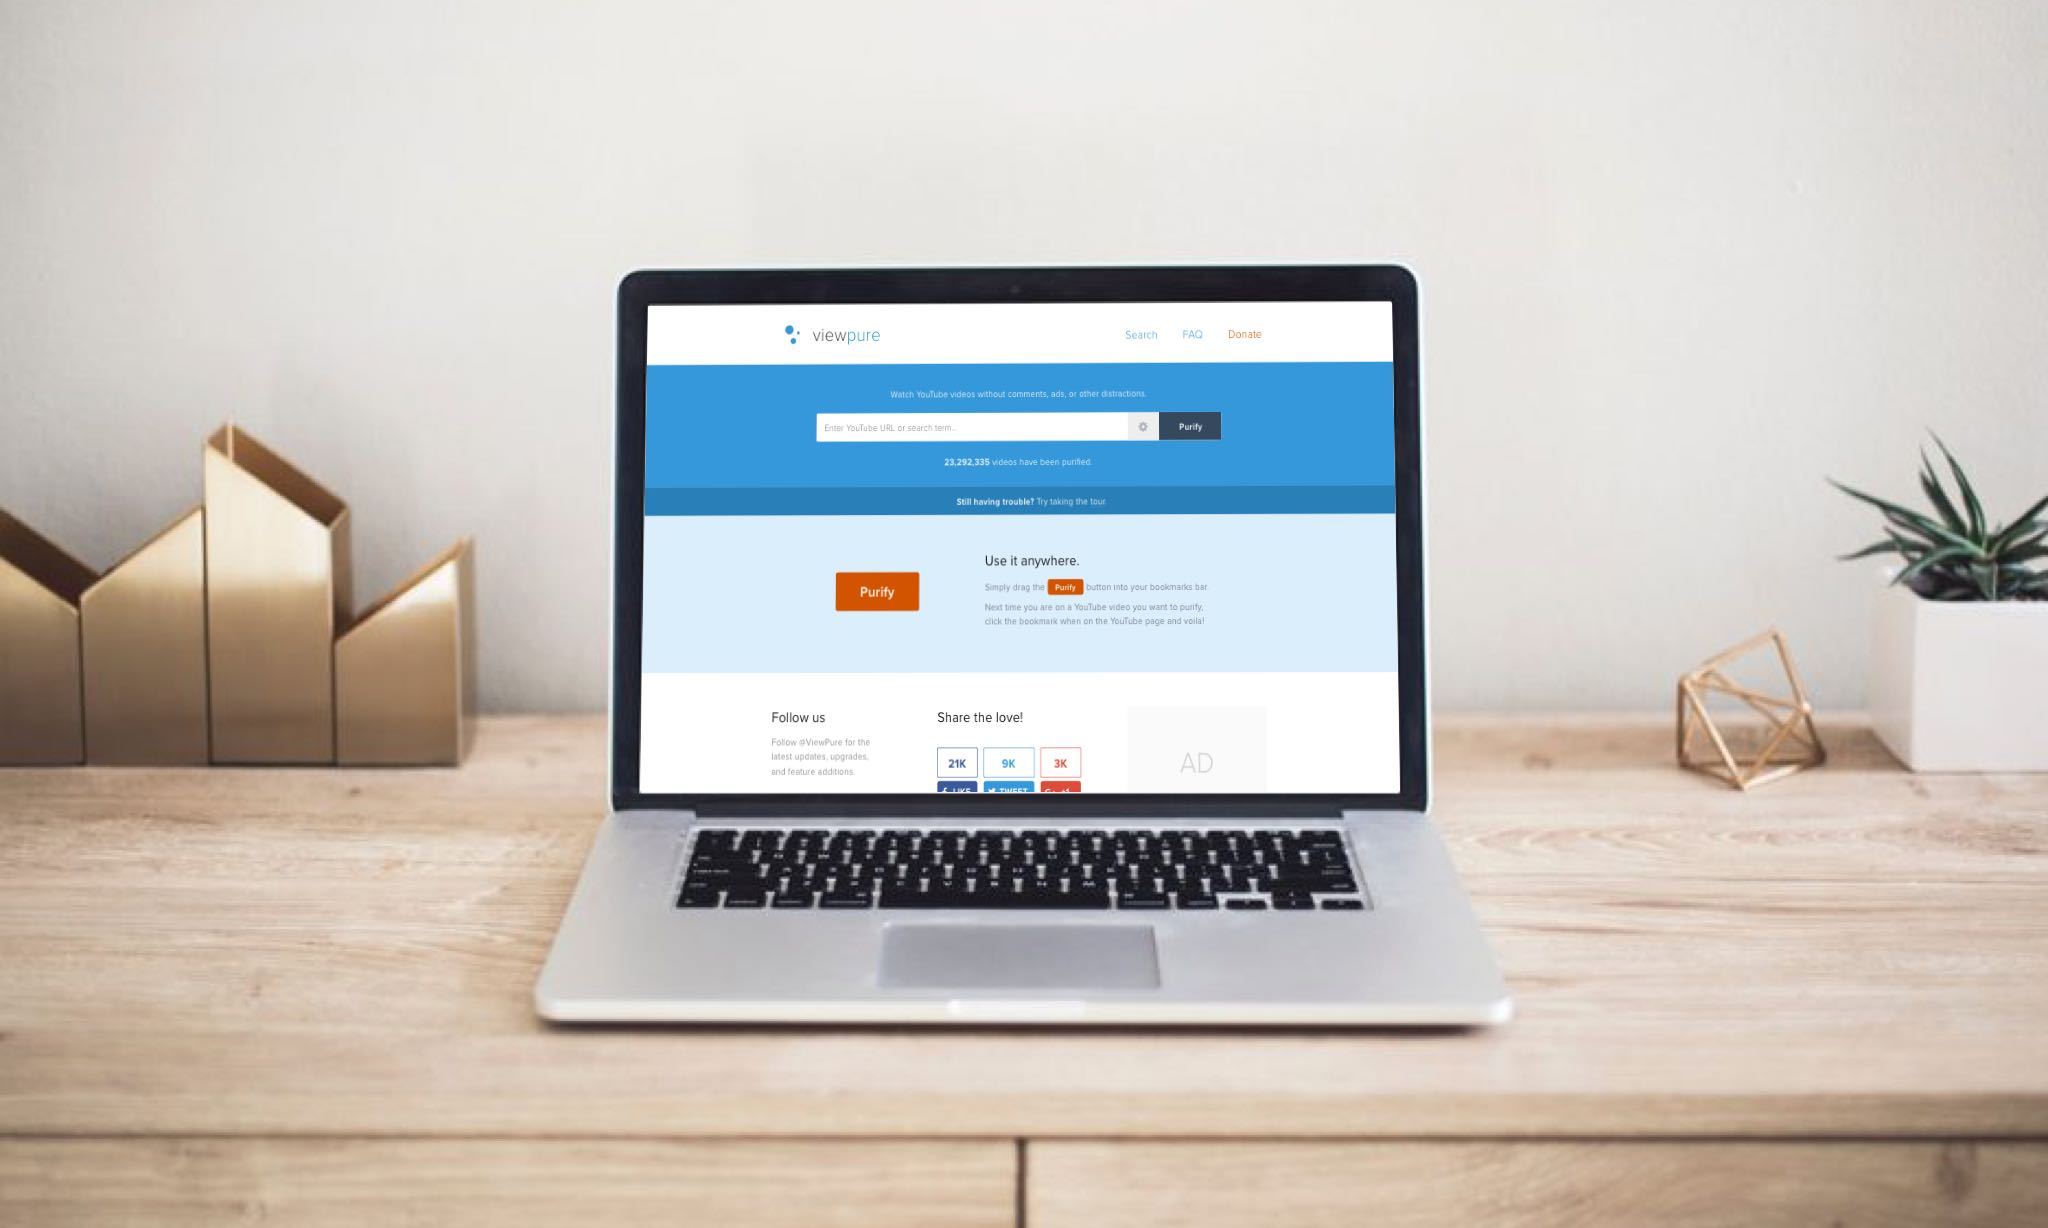 viewpure
Search FAQ Donate
Watch YouTube videos without comments, ads, or other distractions.
Enter YouTube URL or search term...
Purify
23,292,335 videos have been purified.
Still having trouble? Try taking the tour.
Purify
Use it anywhere.
Simply drag the Purify button into your bookmarks bar.
Next time you are on a YouTube video you want to purify,
click the bookmark when on the YouTube page and voila!
Follow us
Follow @ViewPure for the
latest updates, upgrades,
and feature additions.
Share the love!
21K 9K 3K
LIKE TWEET
AD